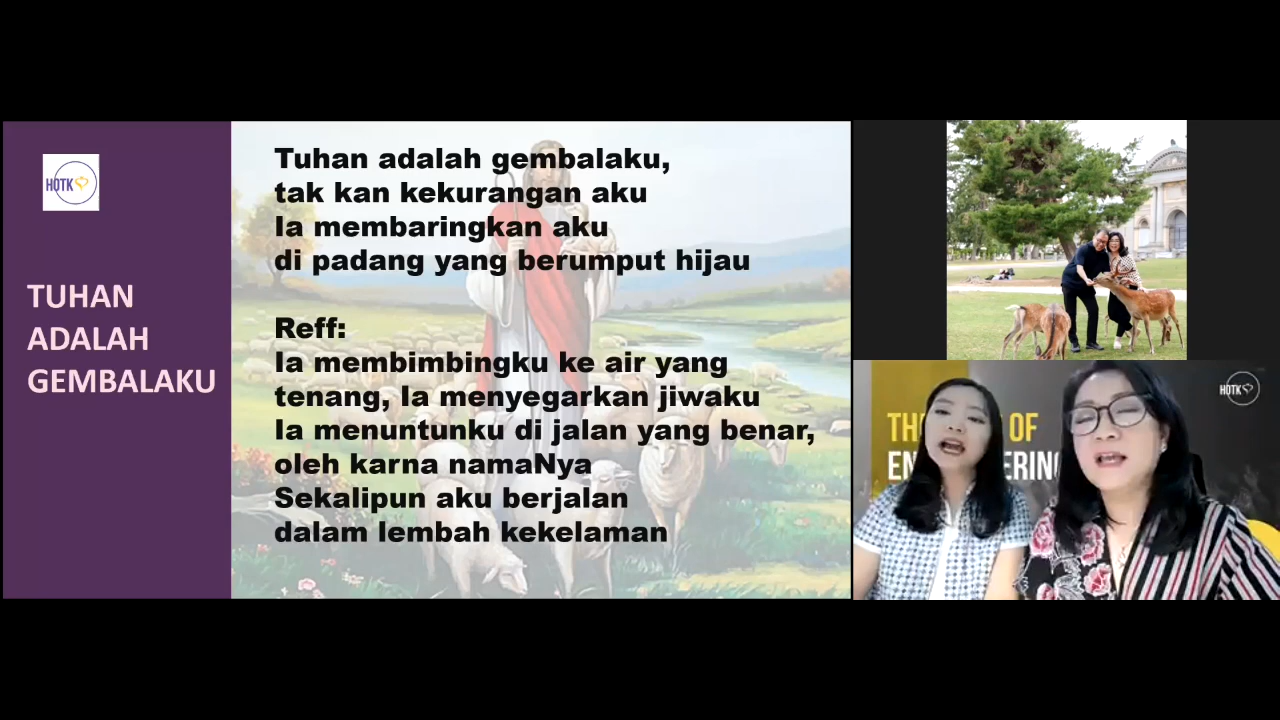 HOTK
TUHAN
ADALAH
GEMBALAKU
Tuhan adalah gembalaku,
tak kan kekurangan aku
Ia membaringkan aku
di padang yang berumput hijau
Reff:
Ia membimbingku ke air yang
tenang, Ia menyegarkan jiwaku
Ia menuntunku di jalan yang benar,
oleh karna namaNya
Sekalipun aku berjalan
dalam lembah kekelaman
HOTK
OF